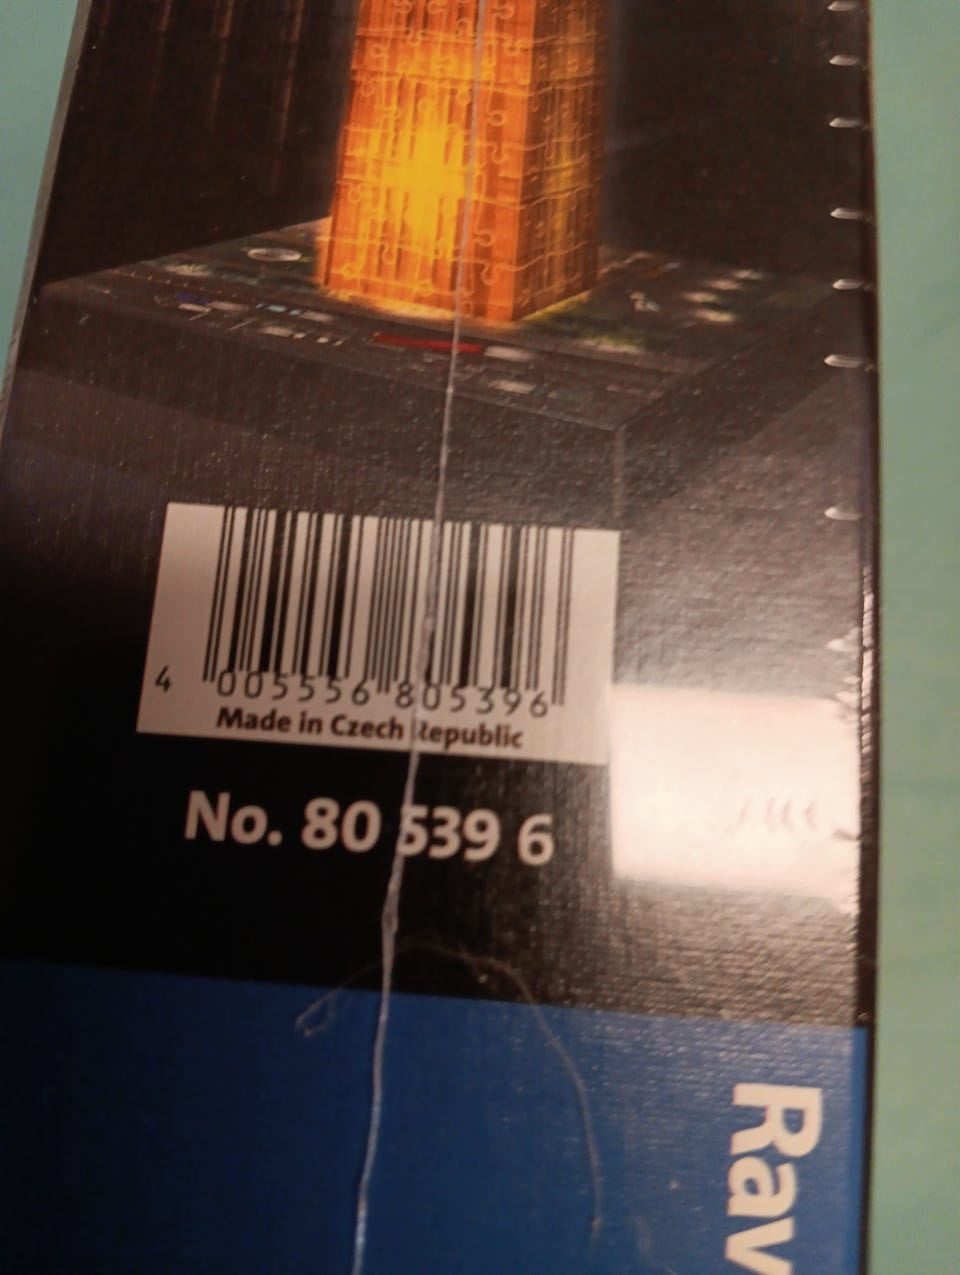 4 005556 805396
Made in Czech Republic
No. 80 539 6
Rav